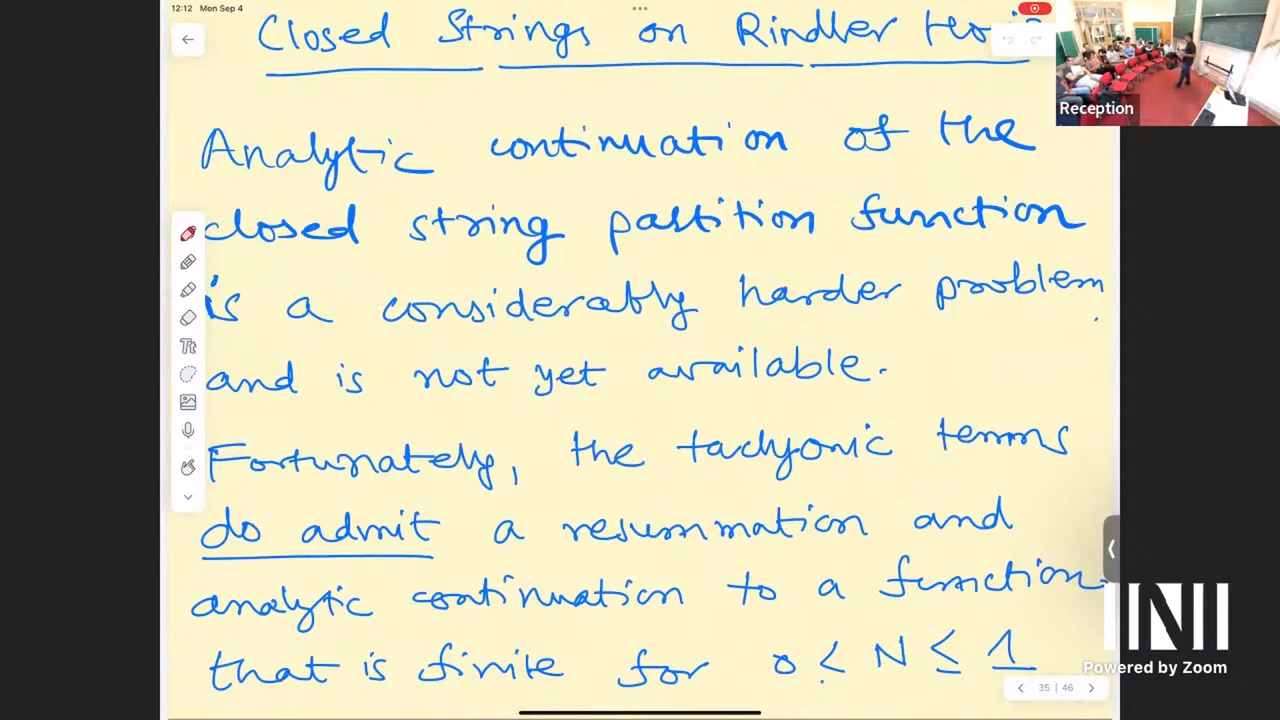 12:12 Mon Sep 4
Closed Strings on Rindler
Reception
Analytic continuation of the
closed string partition function
is a considerably harder problem
and is not yet available.
Fortunately, the tachyonic terms
do admit a resummation and
analytic continuation to a function
that is finite for 0 < N ≤ 1
Tt
35 | 46
Powered by Zoom